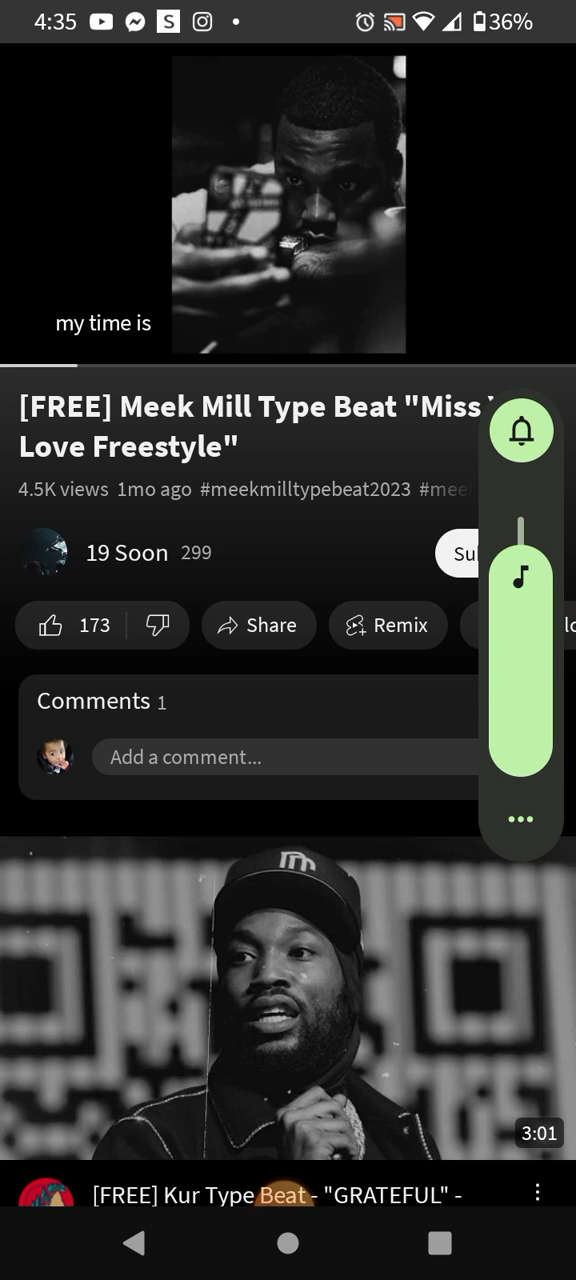 4:35
S
36%
my time is
[FREE] Meek Mill Type Beat "Miss
Love Freestyle"
4.5K views 1mo ago #meekmilltypebeat2023 #mee
19 Soon 299
Su
173
Share
Remix
Comments 1
Add a comment...
3:01
[FREE] Kur Type Beat - "GRATEFUL" -